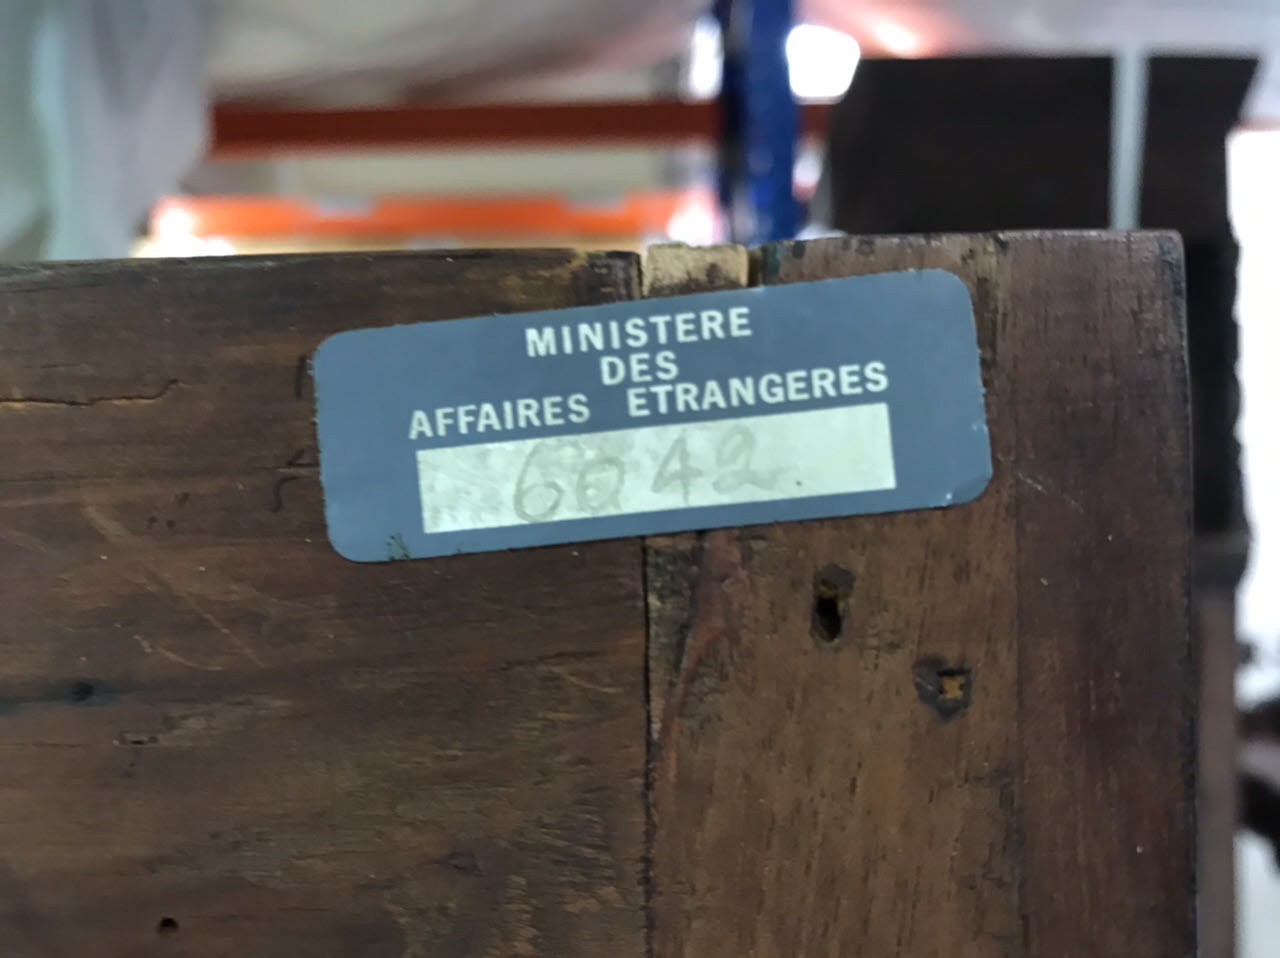 MINISTERE
DES
AFFAIRES ETRANGERES
6042